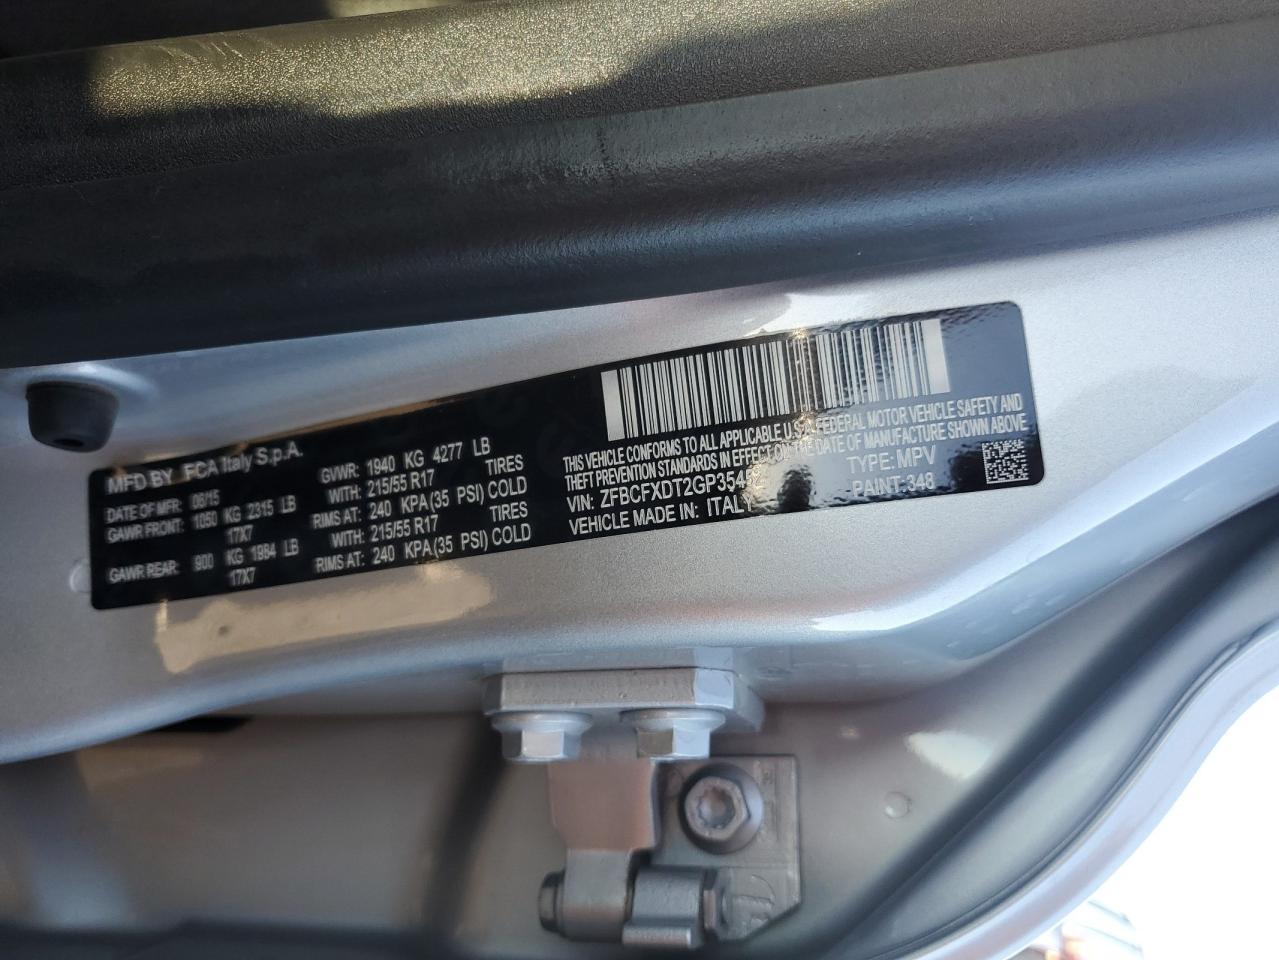 MFD BY FCA Italy S.p.A.
DATE OF MFR: 06/15 GVWR: 1940 KG 4277 LB
GAWR FRONT: 1050 KG 2315 LB WITH: 215/55 R17 TIRES
17X7 RIMS AT: 240 KPA(35 PSI) COLD
GAWR REAR: 900 KG 1984 LB WITH: 215/55 R17 TIRES
17X7 RIMS AT: 240 KPA(35 PSI) COLD
THIS VEHICLE CONFORMS TO ALL APPLICABLE U.S.A. FEDERAL MOTOR VEHICLE SAFETY AND
THEFT PREVENTION STANDARDS IN EFFECT ON THE DATE OF MANUFACTURE SHOWN ABOVE
VIN: TYPE: MPV
VEHICLE MADE IN: ITALY PAINT: 348